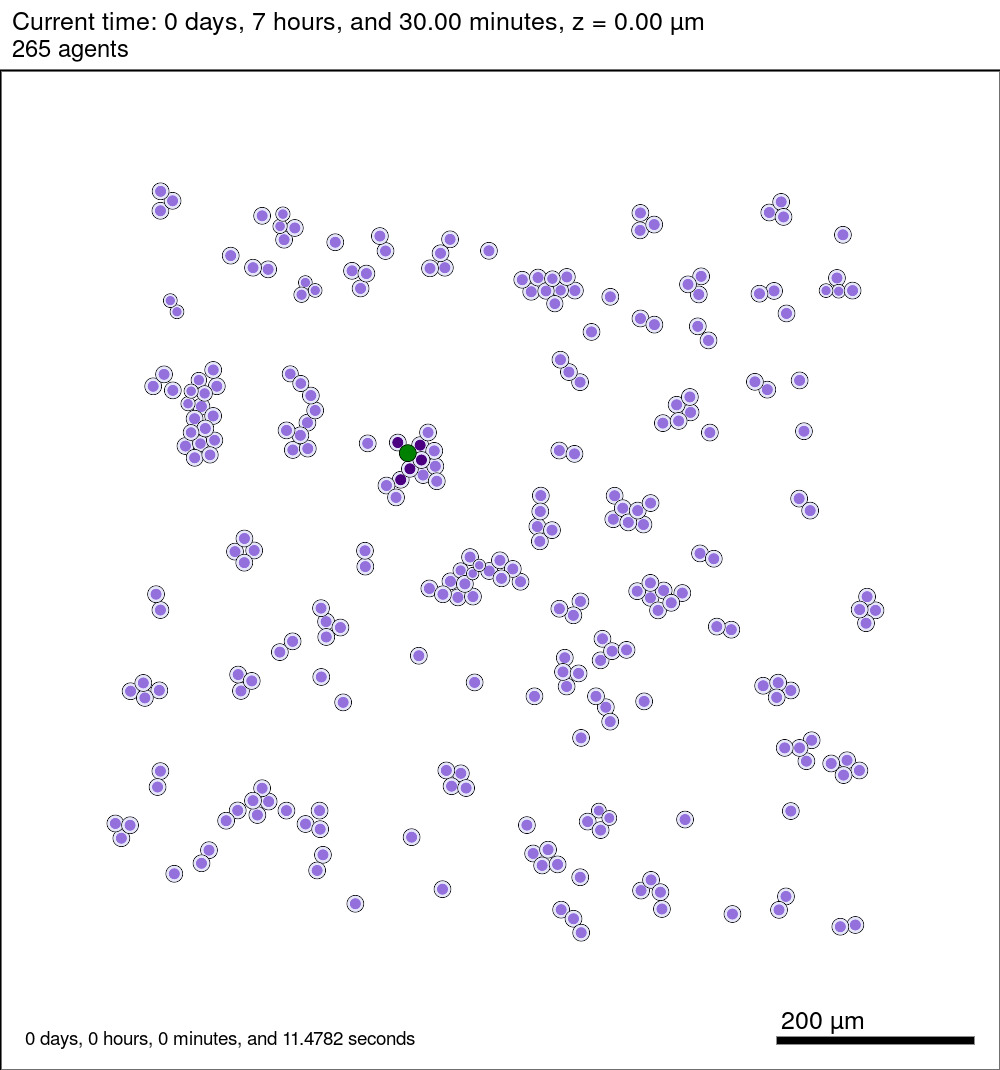 Current time: 0 days, 7 hours, and 30.00 minutes, z = 0.00 μm
265 agents
200 μm
0 days, 0 hours, 0 minutes, and 11.4782 seconds